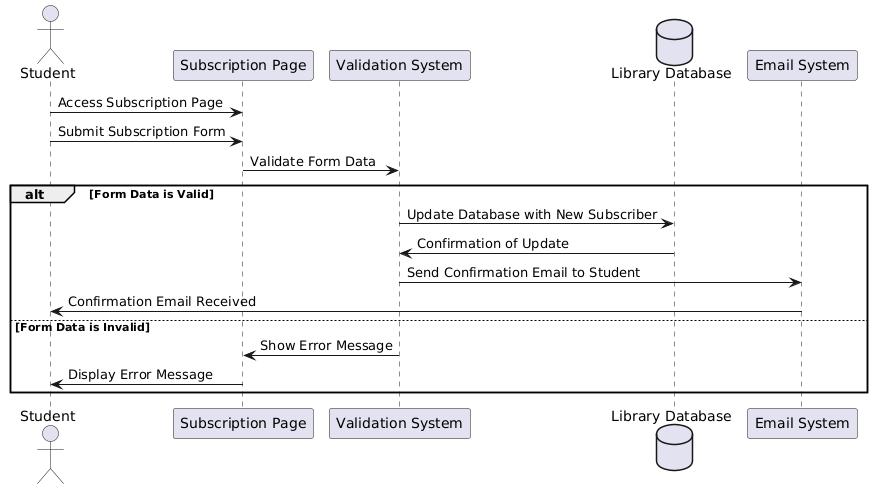 Student
Subscription Page
Validation System
Library Database
Email System
Access Subscription Page
Submit Subscription Form
Validate Form Data
alt
[Form Data is Valid]
Update Database with New Subscriber
Confirmation of Update
Send Confirmation Email to Student
Confirmation Email Received
[Form Data is Invalid]
Show Error Message
Display Error Message
Student
Subscription Page
Validation System
Library Database
Email System